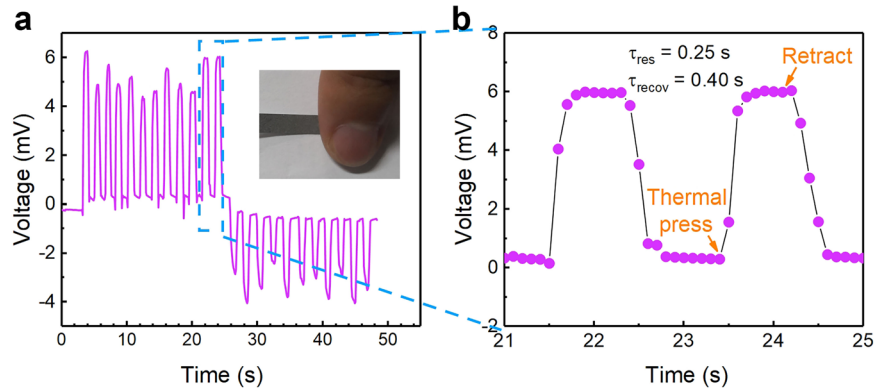 a
Voltage (mV)
6
4
2
0
-2
-4
0 10 20 30 40 50
Time (s)
b
Voltage (mV)
8
6
4
2
0
-2
τres = 0.25 s
τrecov = 0.40 s
Retract
Thermal
press
21 22 23 24 25
Time (s)